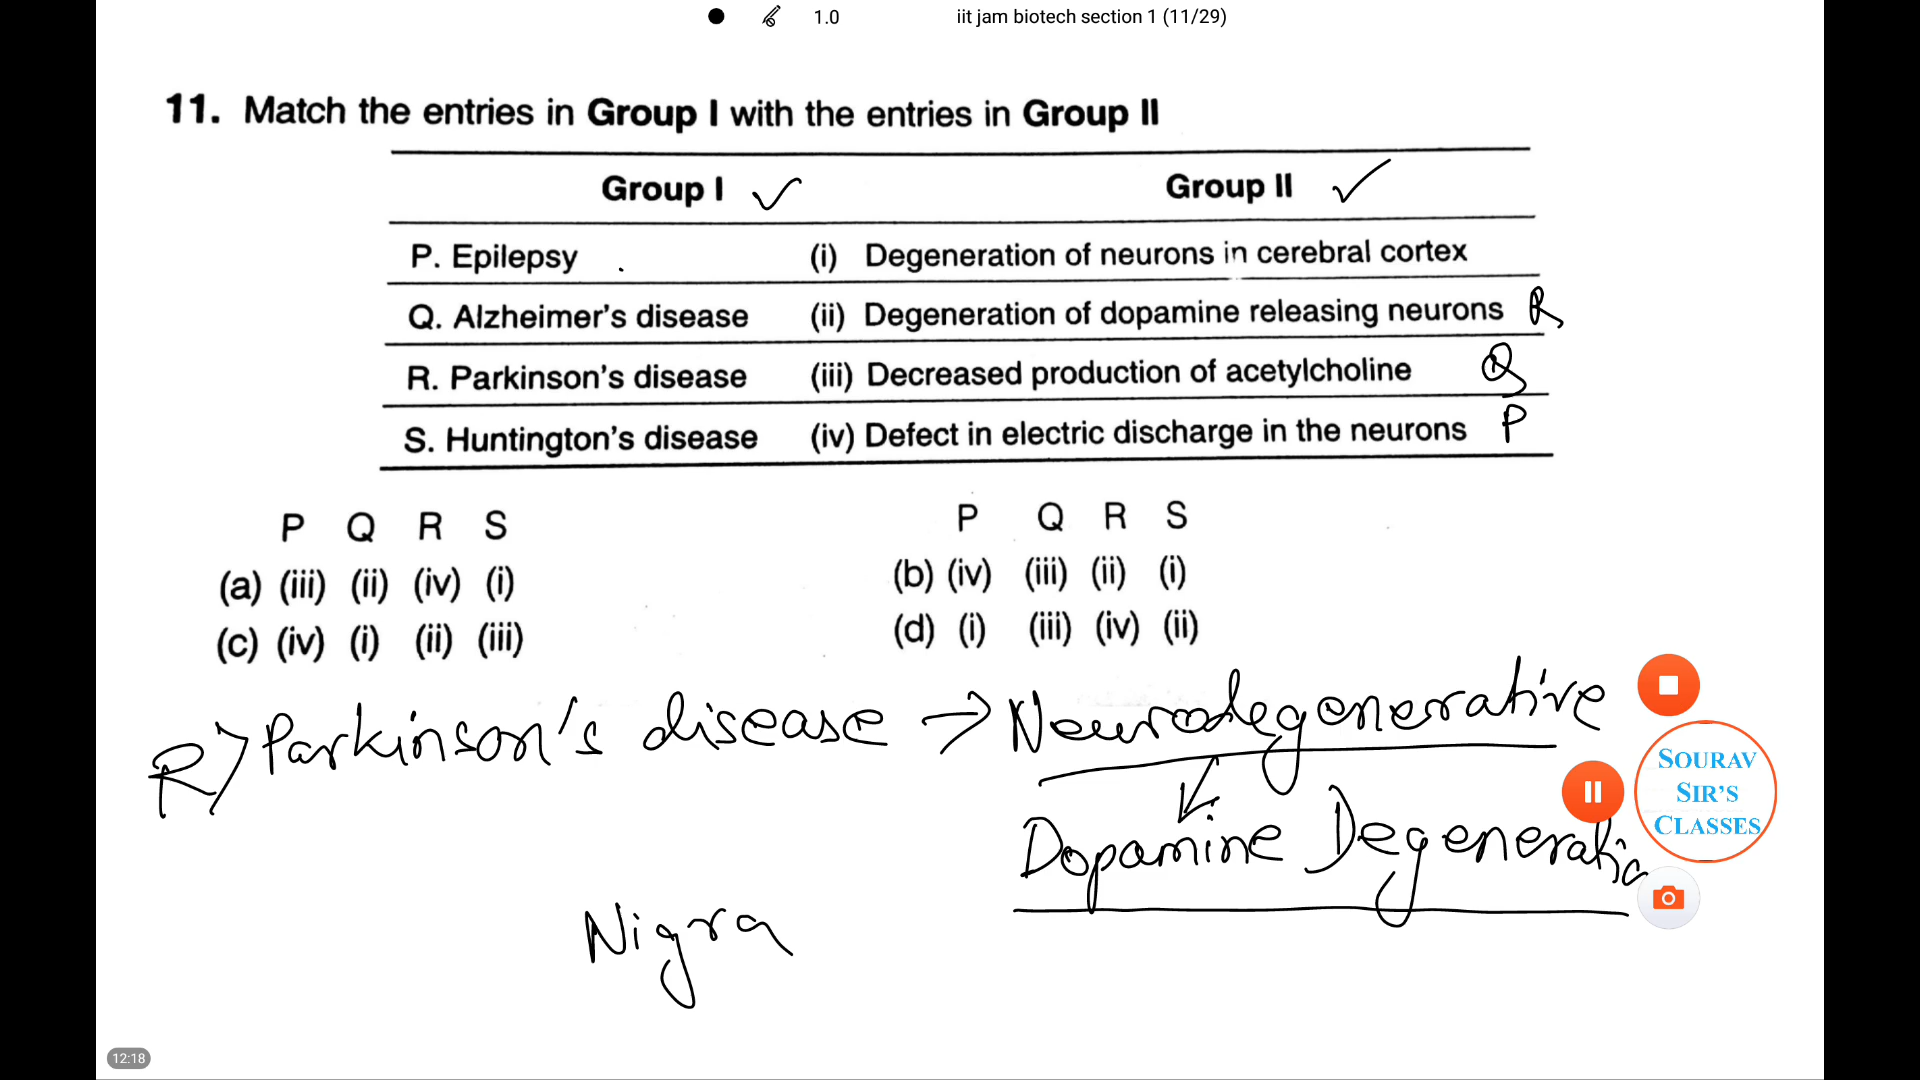 1.0 iit jam biotech section 1 (11/29)
11. Match the entries in Group I with the entries in Group II
Group I Group II
P. Epilepsy (i) Degeneration of neurons in cerebral cortex
Q. Alzheimer's disease (ii) Degeneration of dopamine releasing neurons R
R. Parkinson's disease (iii) Decreased production of acetylcholine Q
S. Huntington's disease (iv) Defect in electric discharge in the neurons P
P Q R S P Q R S
(a) (iii) (ii) (iv) (i) (b) (iv) (iii) (ii) (i)
(c) (iv) (i) (ii) (iii) (d) (i) (iii) (iv) (ii)
R) Parkinson's disease → Neurodegenerative
Dopamine Degeneratio
Nigra
SOURAV
SIR'S
CLASSES
12:18